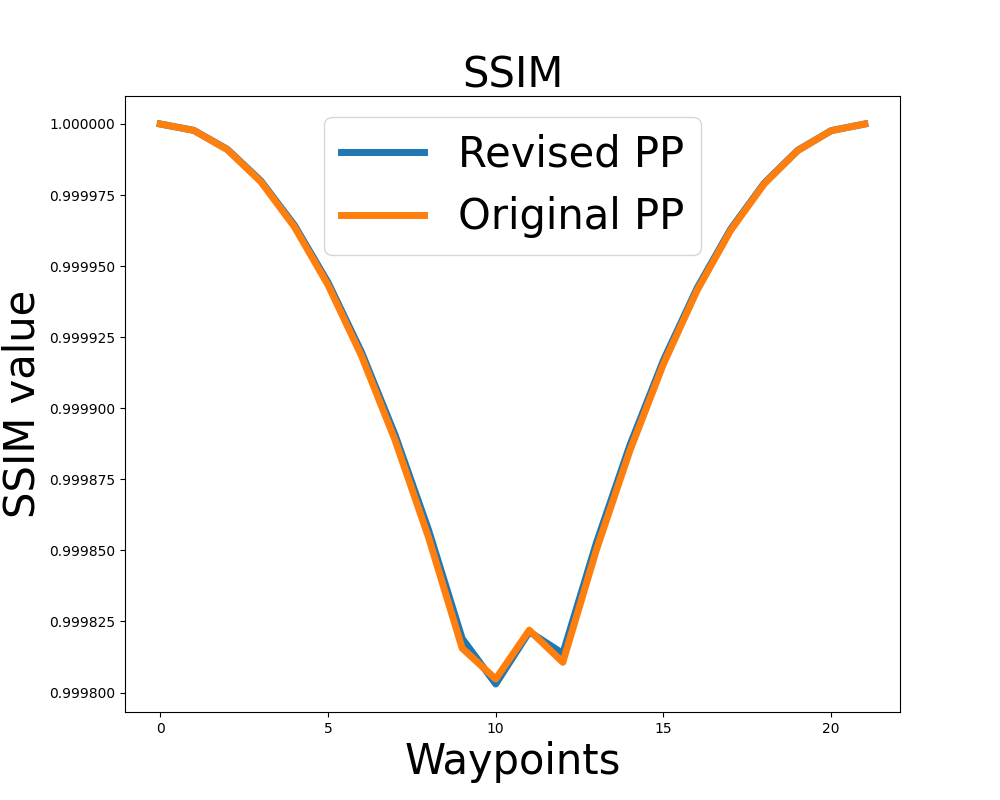 SSIM
Revised PP
Original PP
SSIM value
1.000000
0.999975
0.999950
0.999925
0.999900
0.999875
0.999850
0.999825
0.999800
0
5
10
15
20
Waypoints